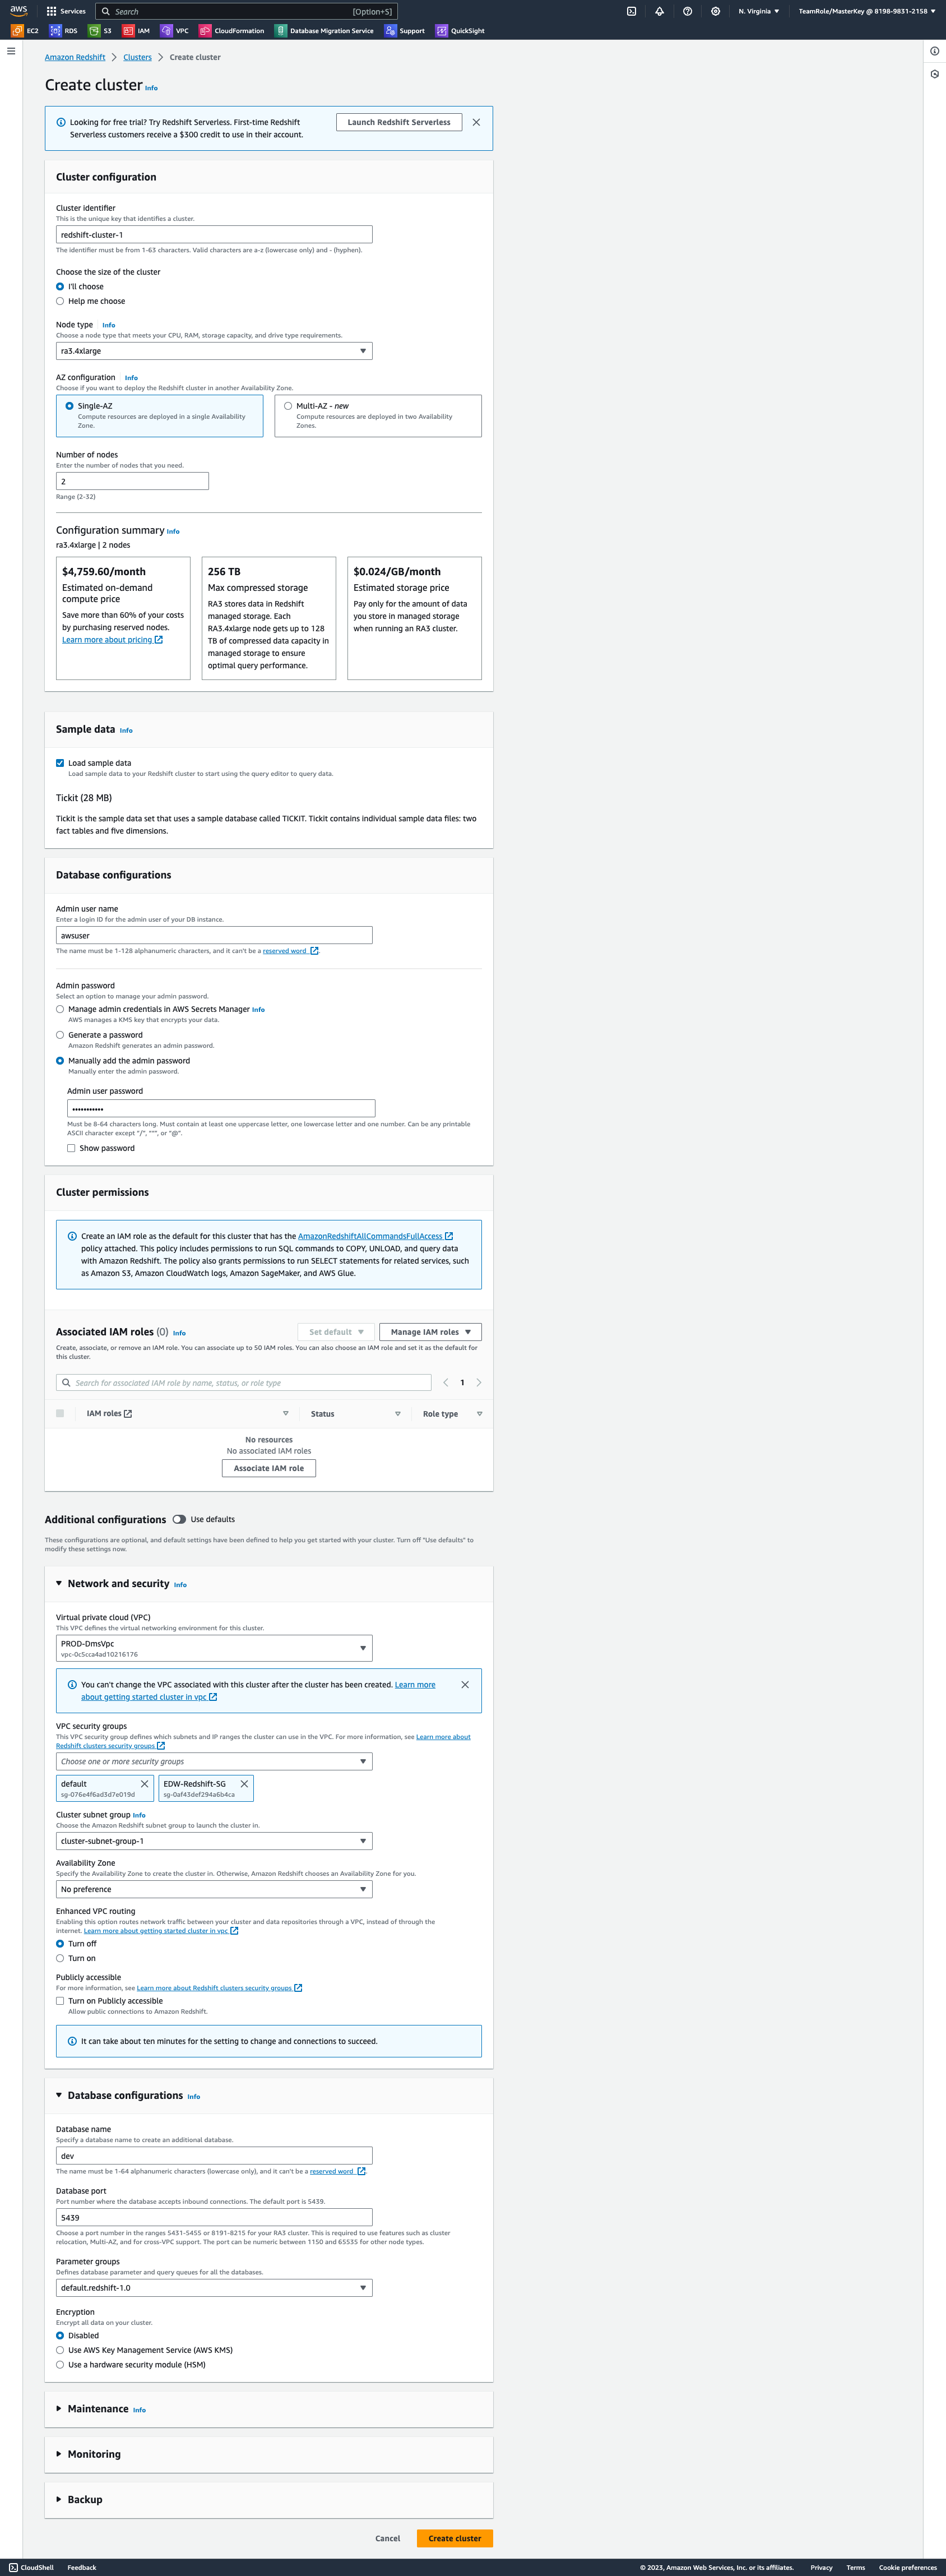 aws Services Search [Option+S] N. Virginia TeamRole/MasterKey @ 8198-9831-2158
EC2 RDS S3 IAM VPC CloudFormation Database Migration Service Support QuickSight
Amazon Redshift Clusters Create cluster
Create cluster Info
Looking for free trial? Try Redshift Serverless. First-time Redshift
Serverless customers receive a $300 credit to use in their account.
Launch Redshift Serverless
Cluster configuration
Cluster identifier
This is the unique key that identifies a cluster.
redshift-cluster-1
The identifier must be from 1-63 characters. Valid characters are a-z (lowercase only) and - (hyphen).
Choose the size of the cluster
I'll choose
Help me choose
Node type Info
Choose a node type that meets your CPU, RAM, storage capacity, and drive type requirements.
ra3.4xlarge
AZ configuration Info
Choose if you want to deploy the Redshift cluster in another Availability Zone.
Single-AZ
Compute resources are deployed in a single Availability
Zone.
Multi-AZ - new
Compute resources are deployed in two Availability
Zones.
Number of nodes
Enter the number of nodes that you need.
2
Range (2-32)
Configuration summary Info
ra3.4xlarge | 2 nodes
$4,759.60/month
Estimated on-demand
compute price
Save more than 60% of your costs
by purchasing reserved nodes.
Learn more about pricing
256 TB
Max compressed storage
RA3 stores data in Redshift
managed storage. Each
RA3.4xlarge node gets up to 128
TB of compressed data capacity in
managed storage to ensure
optimal query performance.
$0.024/GB/month
Estimated storage price
Pay only for the amount of data
you store in managed storage
when running an RA3 cluster.
Sample data Info
Load sample data
Load sample data to your Redshift cluster to start using the query editor to query data.
Tickit (28 MB)
Tickit is the sample data set that uses a sample database called TICKIT. Tickit contains individual sample data files: two
fact tables and five dimensions.
Database configurations
Admin user name
Enter a login ID for the admin user of your DB instance.
awsuser
The name must be 1-128 alphanumeric characters, and it can't be a reserved word .
Admin password
Select an option to manage your admin password.
Manage admin credentials in AWS Secrets Manager Info
AWS manages a KMS key that encrypts your data.
Generate a password
Amazon Redshift generates an admin password.
Manually add the admin password
Manually enter the admin password.
Admin user password
•••••••••••
Must be 8-64 characters long. Must contain at least one uppercase letter, one lowercase letter and one number. Can be any printable
ASCII character except "/", """, or "@".
Show password
Cluster permissions
Create an IAM role as the default for this cluster that has the AmazonRedshiftAllCommandsFullAccess
policy attached. This policy includes permissions to run SQL commands to COPY, UNLOAD, and query data
with Amazon Redshift. The policy also grants permissions to run SELECT statements for related services, such
as Amazon S3, Amazon CloudWatch logs, Amazon SageMaker, and AWS Glue.
Associated IAM roles (0) Info Set default Manage IAM roles
Create, associate, or remove an IAM role. You can associate up to 50 IAM roles. You can also choose an IAM role and set it as the default for
this cluster.
Search for associated IAM role by name, status, or role type 1
IAM roles Status Role type
No resources
No associated IAM roles
Associate IAM role
Additional configurations Use defaults
These configurations are optional, and default settings have been defined to help you get started with your cluster. Turn off "Use defaults" to
modify these settings now.
Network and security Info
Virtual private cloud (VPC)
This VPC defines the virtual networking environment for this cluster.
PROD-DmsVpc
vpc-0c5cca4ad10216176
You can't change the VPC associated with this cluster after the cluster has been created. Learn more
about getting started cluster in vpc
VPC security groups
This VPC security group defines which subnets and IP ranges the cluster can use in the VPC. For more information, see Learn more about
Redshift clusters security groups
Choose one or more security groups
default EDW-Redshift-SG
sg-076e4f6ad3d7e019d sg-0af43def294a6b4ca
Cluster subnet group Info
Choose the Amazon Redshift subnet group to launch the cluster in.
cluster-subnet-group-1
Availability Zone
Specify the Availability Zone to create the cluster in. Otherwise, Amazon Redshift chooses an Availability Zone for you.
No preference
Enhanced VPC routing
Enabling this option routes network traffic between your cluster and data repositories through a VPC, instead of through the
internet. Learn more about getting started cluster in vpc
Turn off
Turn on
Publicly accessible
For more information, see Learn more about Redshift clusters security groups
Turn on Publicly accessible
Allow public connections to Amazon Redshift.
It can take about ten minutes for the setting to change and connections to succeed.
Database configurations Info
Database name
Specify a database name to create an additional database.
dev
The name must be 1-64 alphanumeric characters (lowercase only), and it can't be a reserved word .
Database port
Port number where the database accepts inbound connections. The default port is 5439.
5439
Choose a port number in the ranges 5431-5455 or 8191-8215 for your RA3 cluster. This is required to use features such as cluster
relocation, Multi-AZ, and for cross-VPC support. The port can be numeric between 1150 and 65535 for other node types.
Parameter groups
Defines database parameter and query queues for all the databases.
default.redshift-1.0
Encryption
Encrypt all data on your cluster.
Disabled
Use AWS Key Management Service (AWS KMS)
Use a hardware security module (HSM)
Maintenance Info
Monitoring
Backup
Cancel Create cluster
CloudShell Feedback © 2023, Amazon Web Services, Inc. or its affiliates. Privacy Terms Cookie preferences